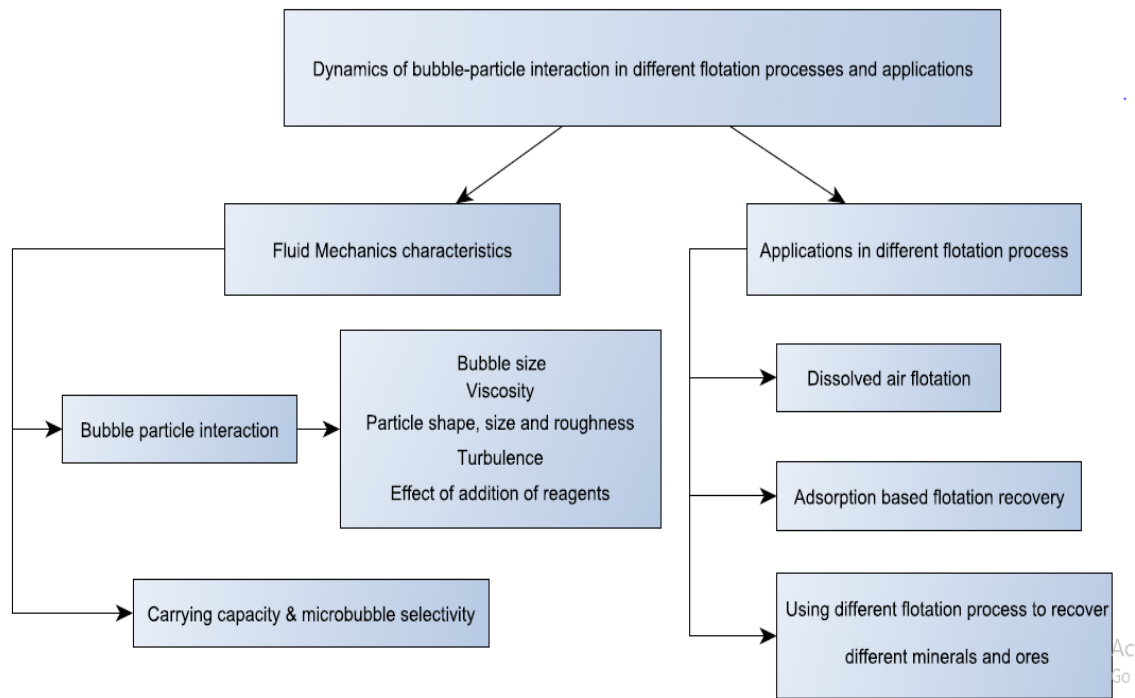 Dynamics of bubble-particle interaction in different flotation processes and applications
Fluid Mechanics characteristics
Applications in different flotation process
Bubble size
Viscosity
Particle shape, size and roughness
Turbulence
Effect of addition of reagents
Bubble particle interaction
Carrying capacity & microbubble selectivity
Dissolved air flotation
Adsorption based flotation recovery
Using different flotation process to recover
different minerals and ores
Ac
Go